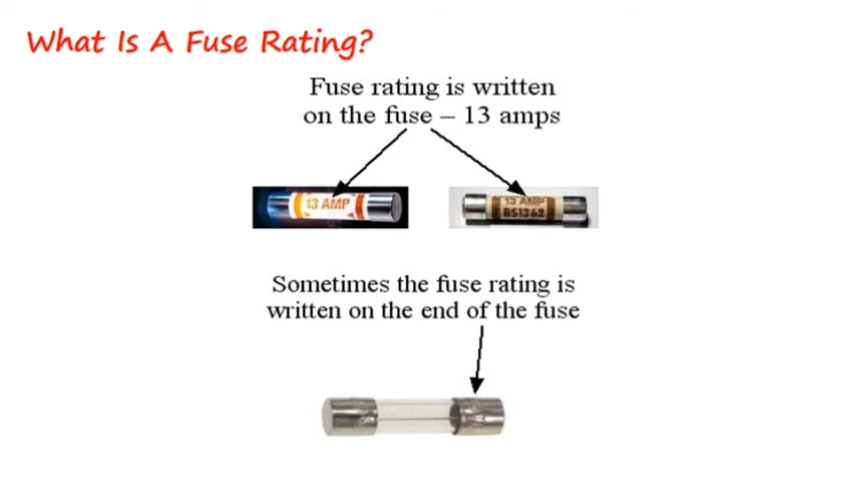 What Is A Fuse Rating?
Fuse rating is written
on the fuse – 13 amps
13 AMP
13 AMP
BS1362
Sometimes the fuse rating is
written on the end of the fuse